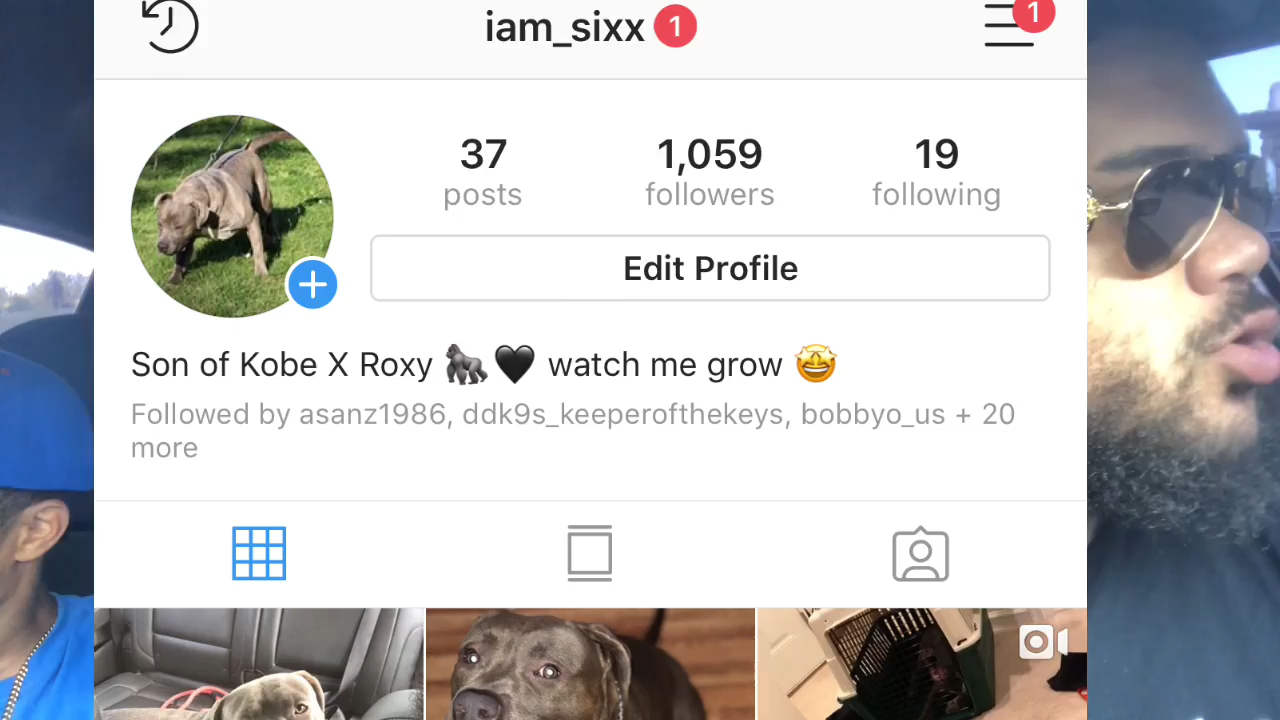 iam_sixx 1
1
37
posts
1,059
followers
19
following
Edit Profile
Son of Kobe X Roxy 🦍🖤 watch me grow 🤩
Followed by asanz1986, ddk9s_keeperofthekeys, bobbyo_us + 20
more